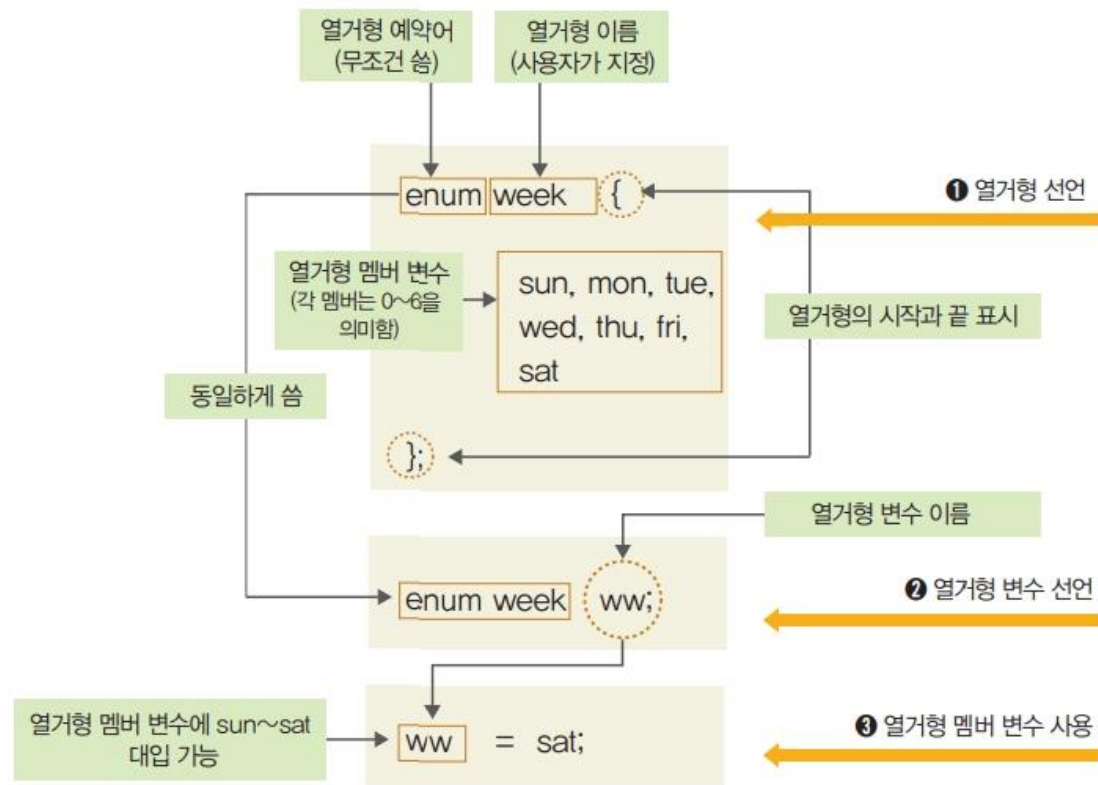 열거형 예약어
(무조건 씀)
열거형 이름
(사용자가 지정)
enum week {
❶ 열거형 선언
열거형 멤버 변수
(각 멤버는 0~6을
의미함)
sun, mon, tue,
wed, thu, fri,
sat
열거형의 시작과 끝 표시
동일하게 씀
};
열거형 변수 이름
enum week ww;
❷ 열거형 변수 선언
열거형 멤버 변수에 sun~sat
대입 가능
ww = sat;
❸ 열거형 멤버 변수 사용